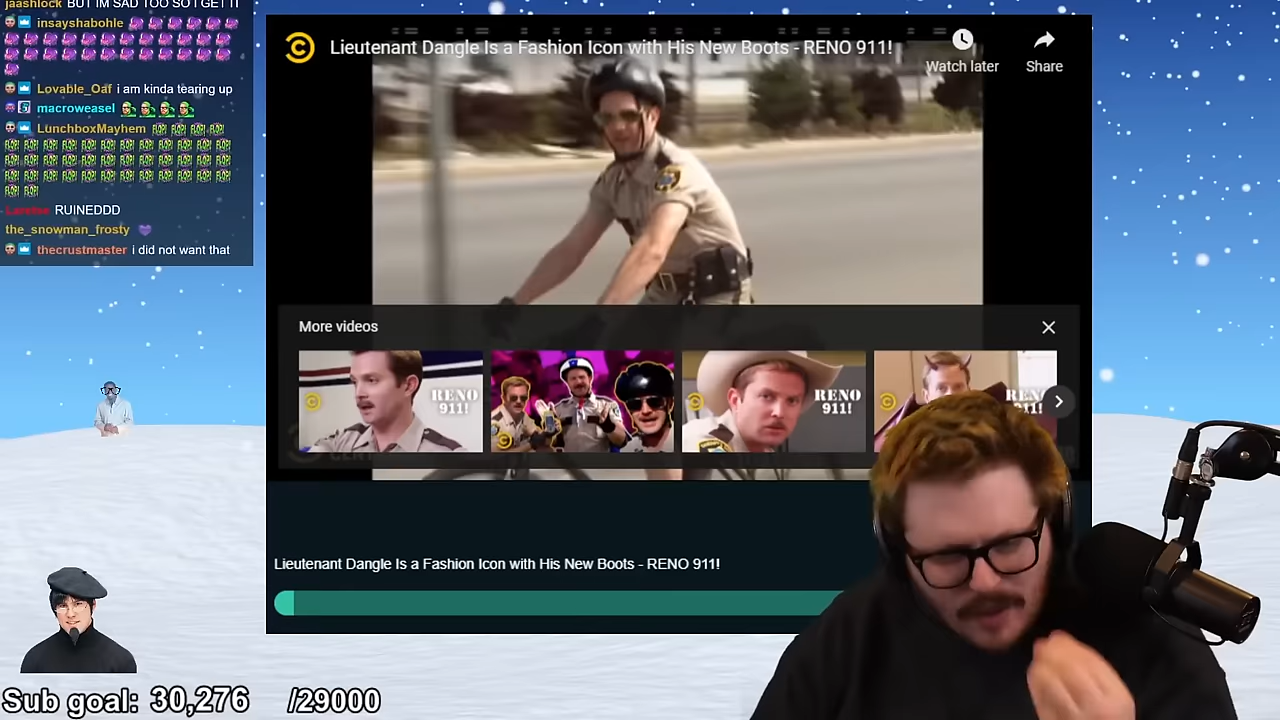 jaashlock BUT IM SAD TOO SO I GET IT
insayshabohle
Lovable_Oaf i am kinda tearing up
macroweasel
LunchboxMayhem
RUINEDDD
the_snowman_frosty
thecrustmaster i did not want that
Lieutenant Dangle Is a Fashion Icon with His New Boots - RENO 911!
Watch later
Share
More videos
RENO
911!
RENO
911!
Lieutenant Dangle Is a Fashion Icon with His New Boots - RENO 911!
Sub goal: 30,276 /29000